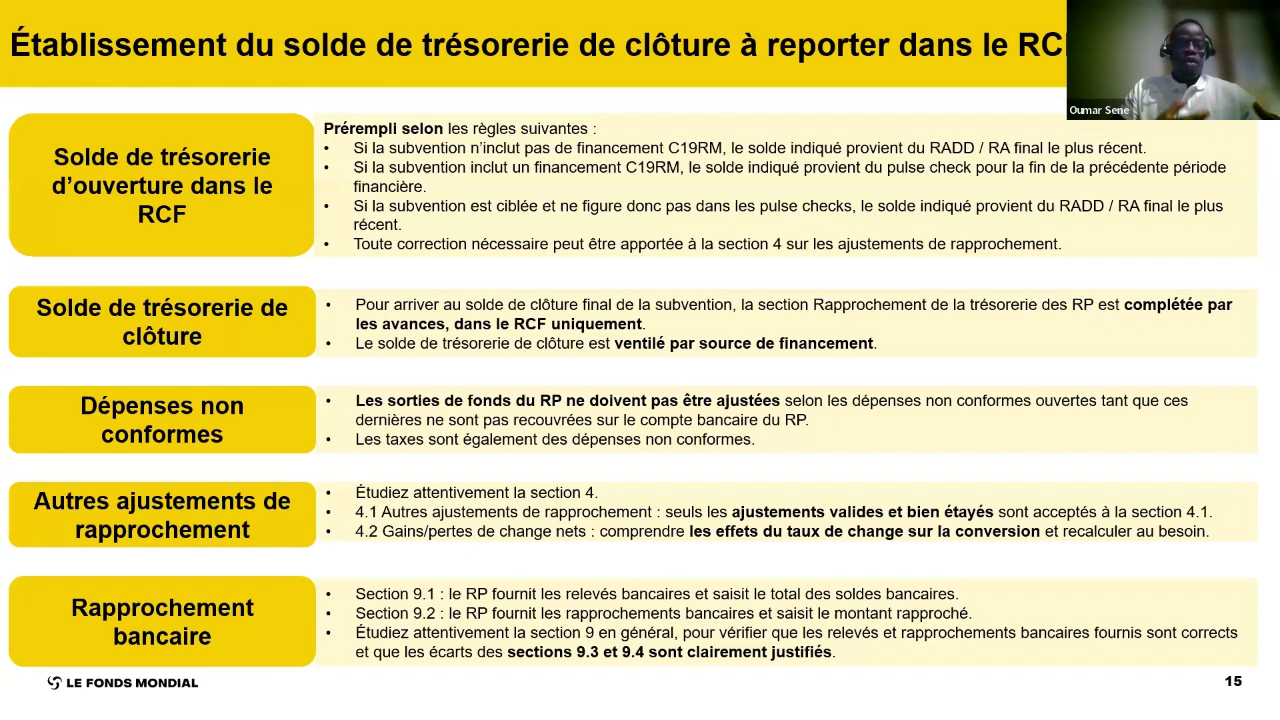 Établissement du solde de trésorerie de clôture à reporter dans le RC
Oumar Sene
Solde de trésorerie
d'ouverture dans le
RCF
Prérempli selon les règles suivantes :
• Si la subvention n'inclut pas de financement C19RM, le solde indiqué provient du RADD / RA final le plus récent.
• Si la subvention inclut un financement C19RM, le solde indiqué provient du pulse check pour la fin de la précédente période
financière.
• Si la subvention est ciblée et ne figure donc pas dans les pulse checks, le solde indiqué provient du RADD / RA final le plus
récent.
• Toute correction nécessaire peut être apportée à la section 4 sur les ajustements de rapprochement.
Solde de trésorerie de
clôture
• Pour arriver au solde de clôture final de la subvention, la section Rapprochement de la trésorerie des RP est complétée par
les avances, dans le RCF uniquement.
• Le solde de trésorerie de clôture est ventilé par source de financement.
Dépenses non
conformes
• Les sorties de fonds du RP ne doivent pas être ajustées selon les dépenses non conformes ouvertes tant que ces
dernières ne sont pas recouvrées sur le compte bancaire du RP.
• Les taxes sont également des dépenses non conformes.
Autres ajustements de
rapprochement
• Étudiez attentivement la section 4.
• 4.1 Autres ajustements de rapprochement : seuls les ajustements valides et bien étayés sont acceptés à la section 4.1.
• 4.2 Gains/pertes de change nets : comprendre les effets du taux de change sur la conversion et recalculer au besoin.
Rapprochement
bancaire
• Section 9.1 : le RP fournit les relevés bancaires et saisit le total des soldes bancaires.
• Section 9.2 : le RP fournit les rapprochements bancaires et saisit le montant rapproché.
• Étudiez attentivement la section 9 en général, pour vérifier que les relevés et rapprochements bancaires fournis sont corrects
et que les écarts des sections 9.3 et 9.4 sont clairement justifiés.
LE FONDS MONDIAL
15